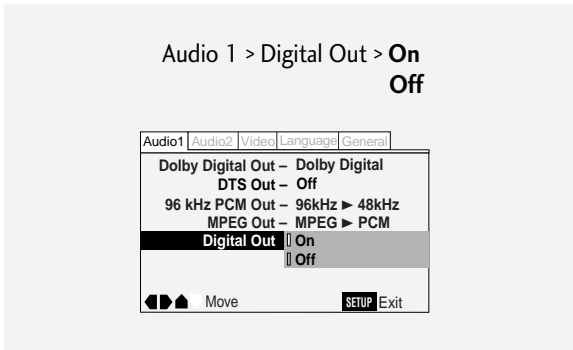 Audio 1 > Digital Out > On
Off
Audio1 Audio2 Video Language General
Dolby Digital Out – Dolby Digital
DTS Out – Off
96 kHz PCM Out – 96kHz ► 48kHz
MPEG Out – MPEG ► PCM
Digital Out On
Off
Move SETUP Exit